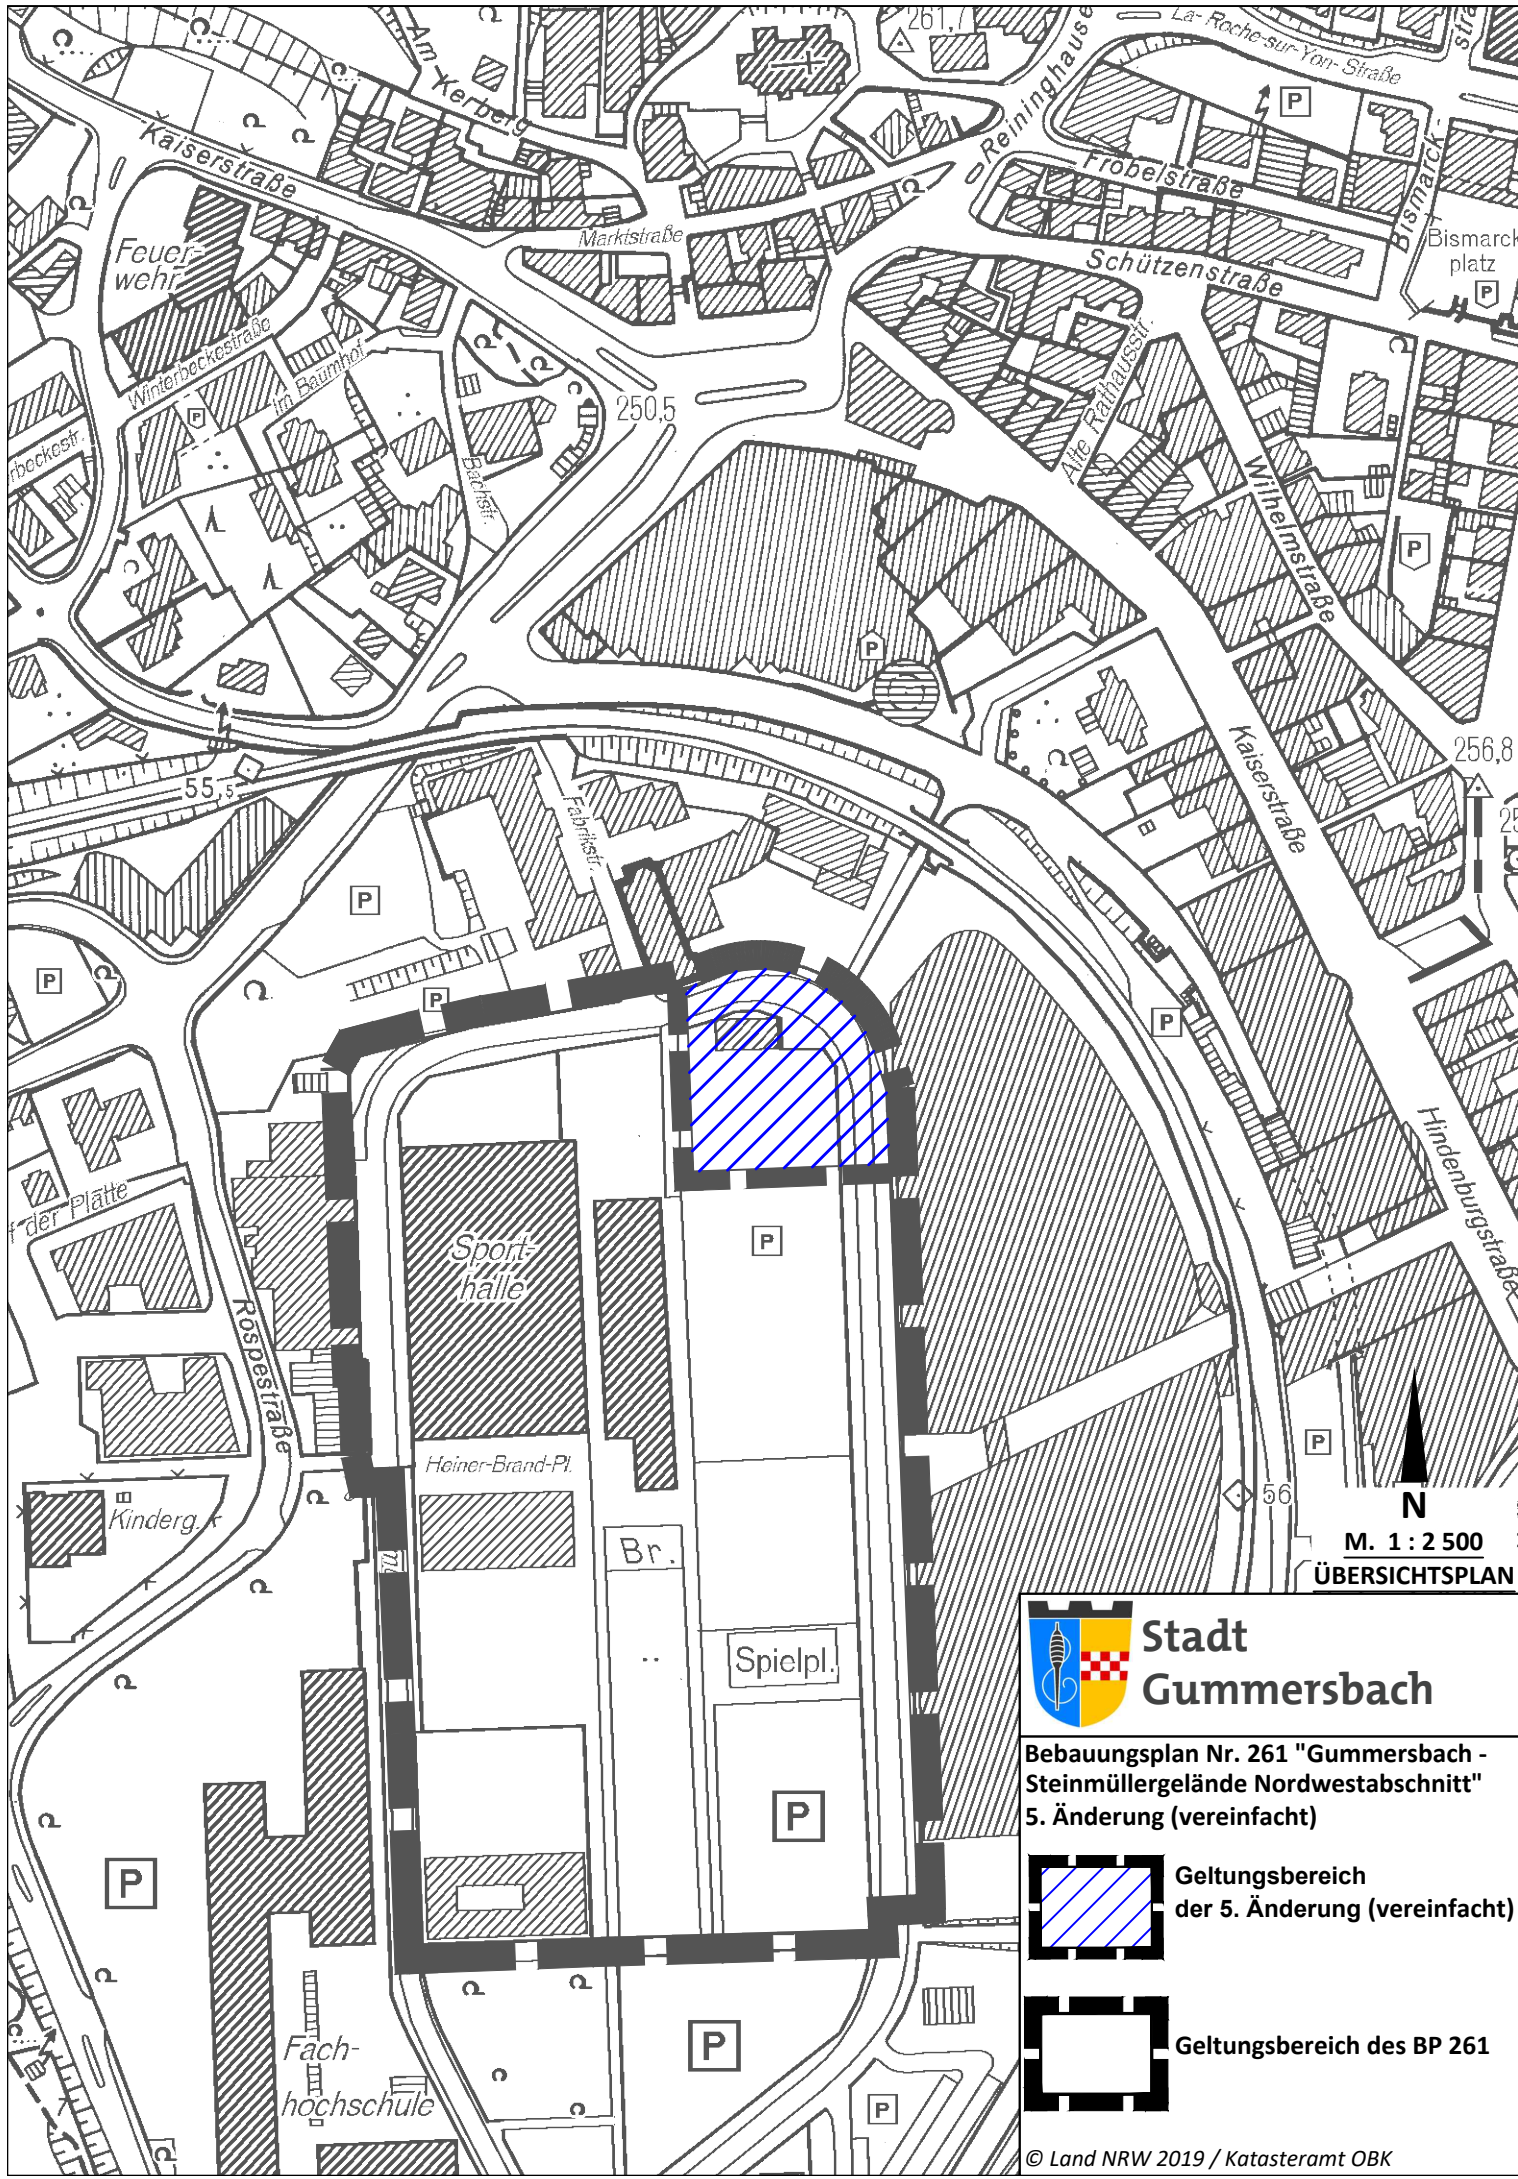 261,7
La-Roche-sur-Yon-Straße
Am Kerberg
Reininghauser
P
Kaiserstraße
Fröbelstraße
Bismarck-
straße
Marktstraße
Feuer-
wehr
Schützenstraße
Bismarck
platz
P
Winterbeckestraße
Im Baumhof
P
250,5
Alte Rathausstr.
rbeckestr.
Bachstr.
Wilhelmstraße
P
P
Kaiserstraße
256,8
55,5
Fabrikstr.
P
P
P
P
Hindenburgstraße
f der Platte
Sport-
halle
P
Rospestraße
Heiner-Brand-Pl.
P
56
N
M. 1 : 2 500
ÜBERSICHTSPLAN
Kinderg.
Br.
Spielpl.
Stadt
Gummersbach
Bebauungsplan Nr. 261 "Gummersbach -
Steinmüllergelände Nordwestabschnitt"
5. Änderung (vereinfacht)
P
P
Geltungsbereich
der 5. Änderung (vereinfacht)
Fach-
hochschule
P
P
Geltungsbereich des BP 261
© Land NRW 2019 / Katasteramt OBK